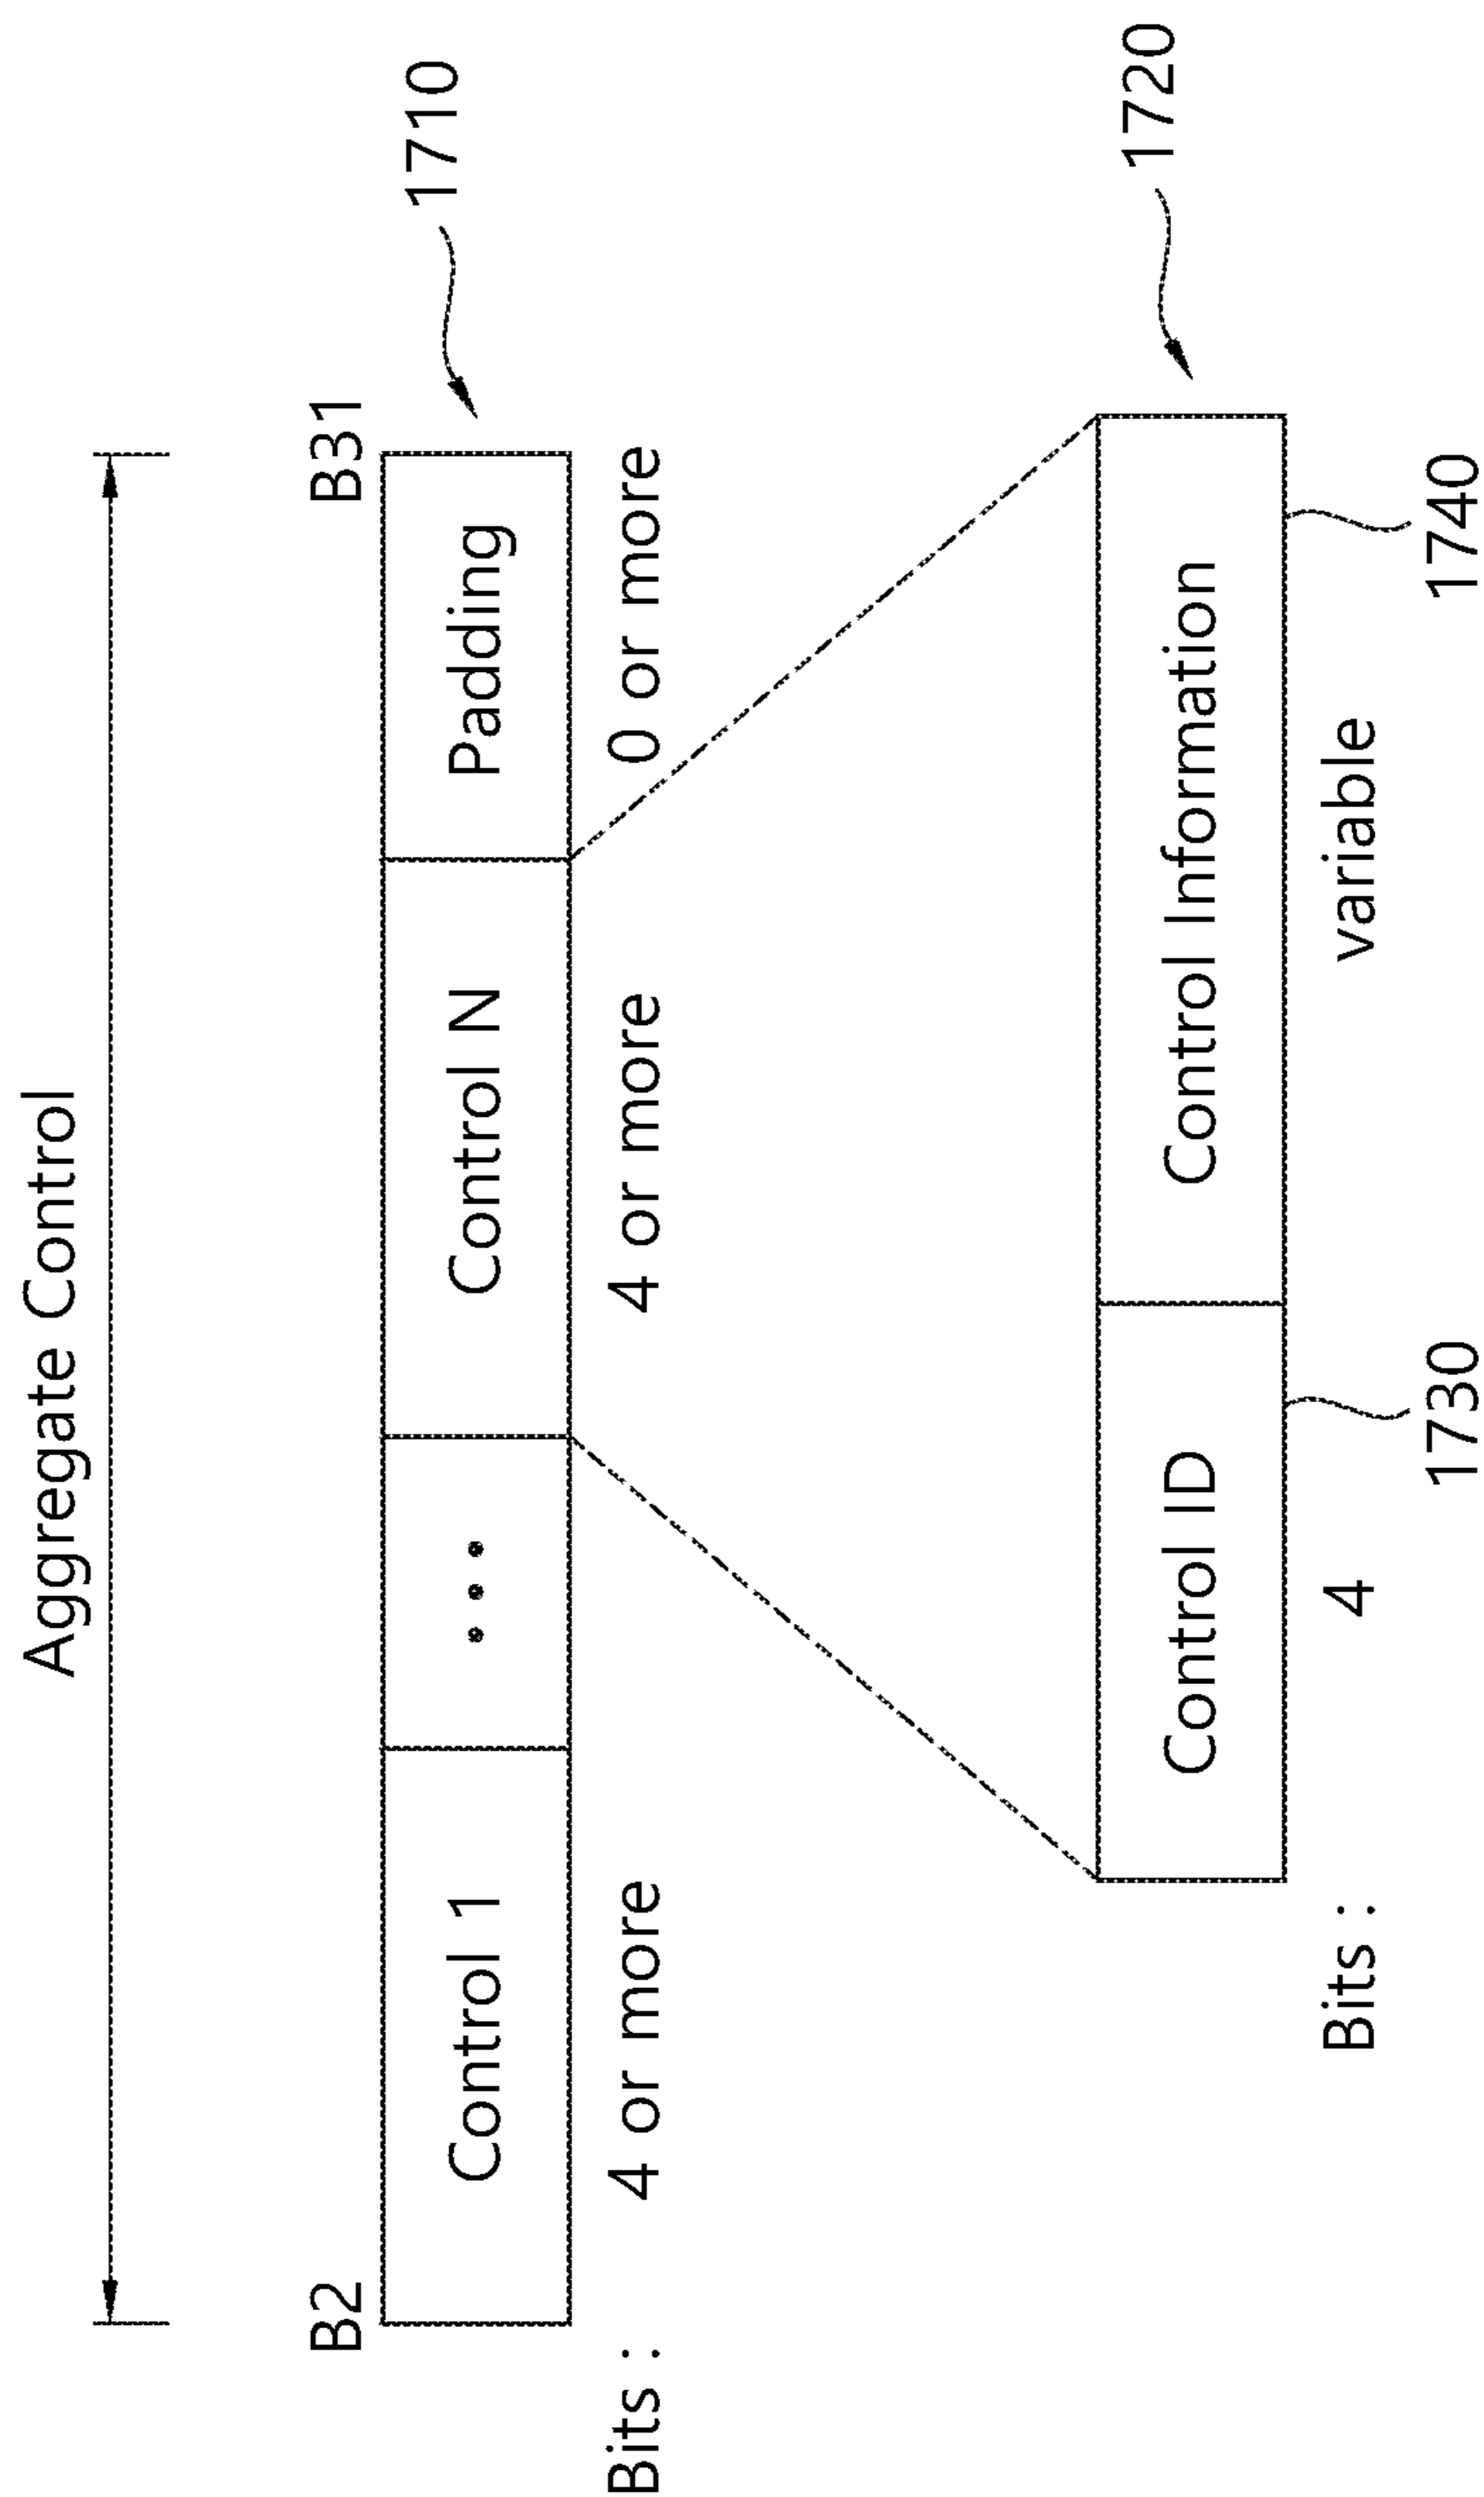 Aggregate Control
B2 B31
Control 1 • • • Control N Padding 1710
Bits : 4 or more 4 or more 0 or more
Control ID Control Information 1720
Bits : 4 variable
1730 1740